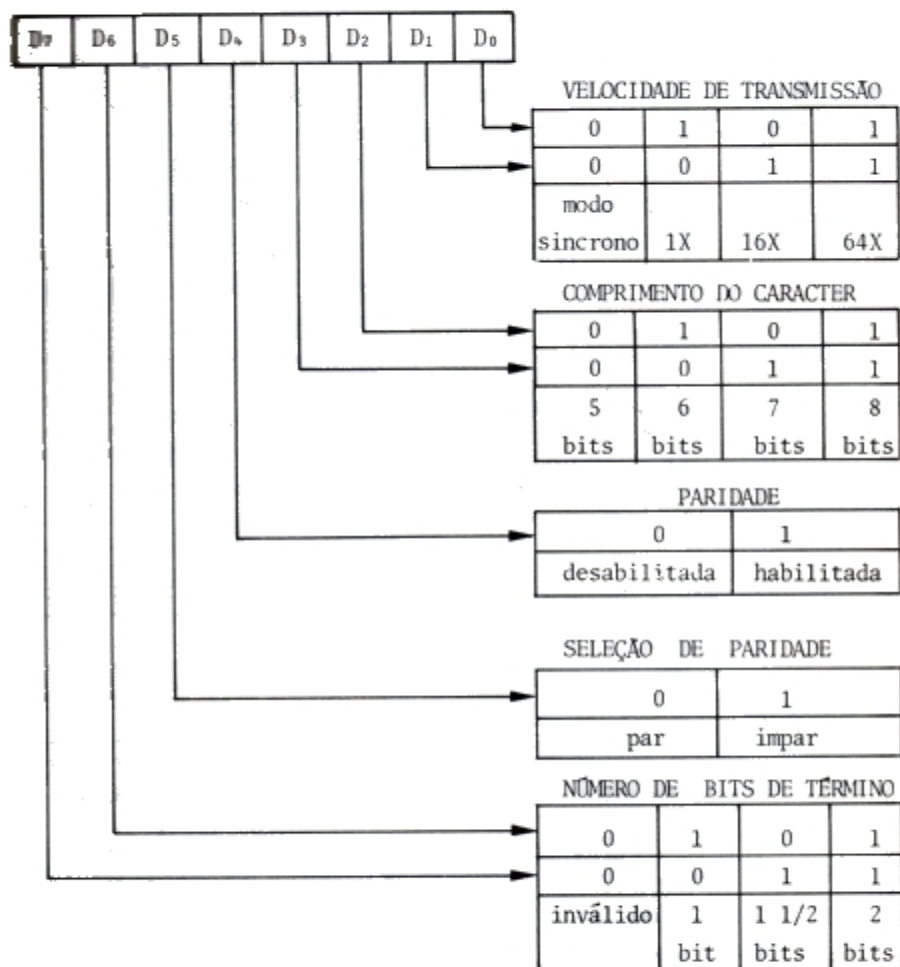 D7 D6 D5 D4 D3 D2 D1 D0
VELOCIDADE DE TRANSMISSÃO
0 1 0 1
0 0 1 1
modo
sincrono 1X 16X 64X
COMPRIMENTO DO CARACTER
0 1 0 1
0 0 1 1
5 6 7 8
bits bits bits bits
PARIDADE
0 1
desabilitada habilitada
SELEÇÃO DE PARIDADE
0 1
par impar
NÚMERO DE BITS DE TÉRMINO
0 1 0 1
0 0 1 1
inválido 1 1 1/2 2
bit bits bits